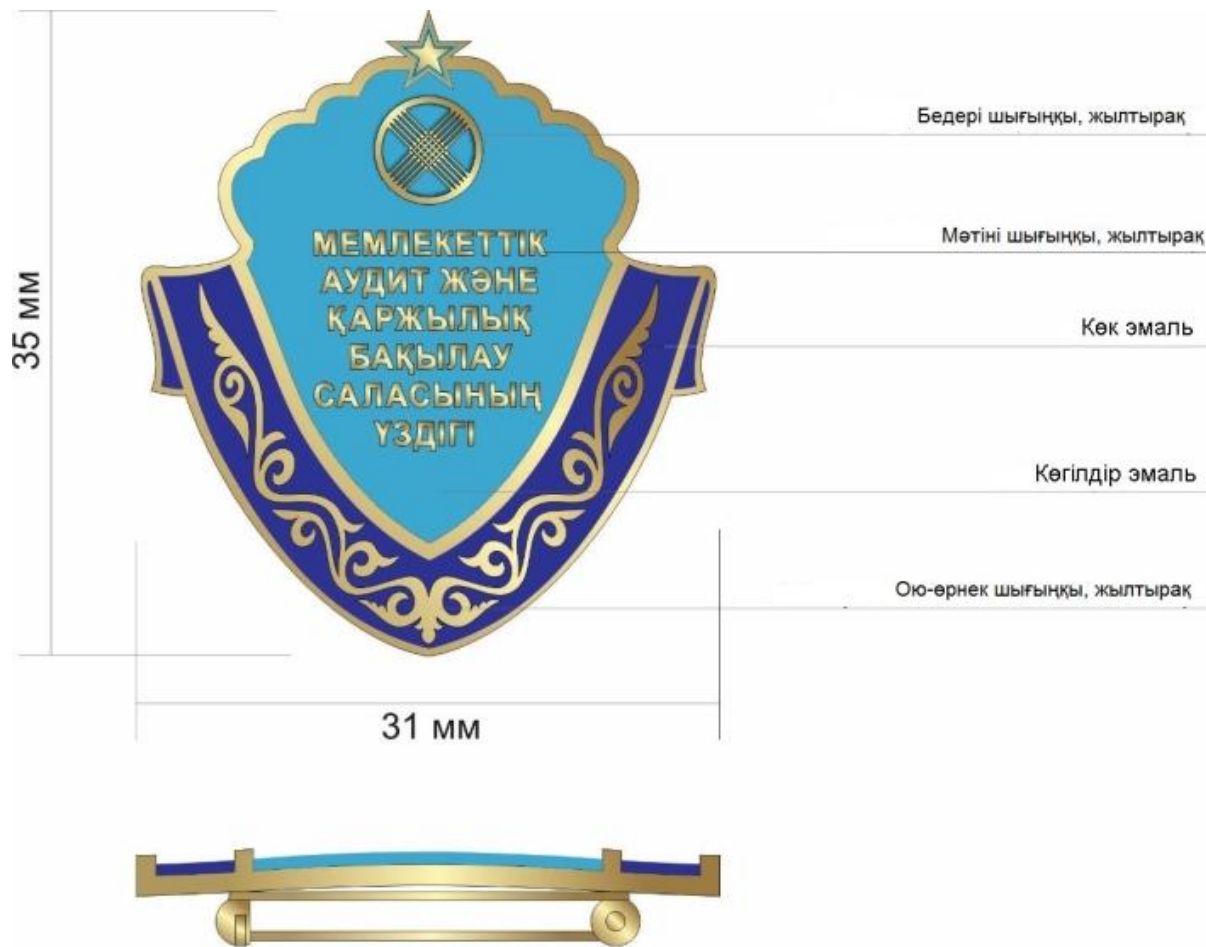 Бедері шығыңқы, жылтырақ
МЕМЛЕКЕТТІК
АУДИТ ЖӘНЕ
ҚАРЖЫЛЫҚ
БАҚЫЛАУ
САЛАСЫНЫҢ
ҮЗДІГІ
Мәтіні шығыңқы, жылтырақ
35 мм
Көк эмаль
Көгілдір эмаль
Ою-өрнек шығыңқы, жылтырақ
31 мм